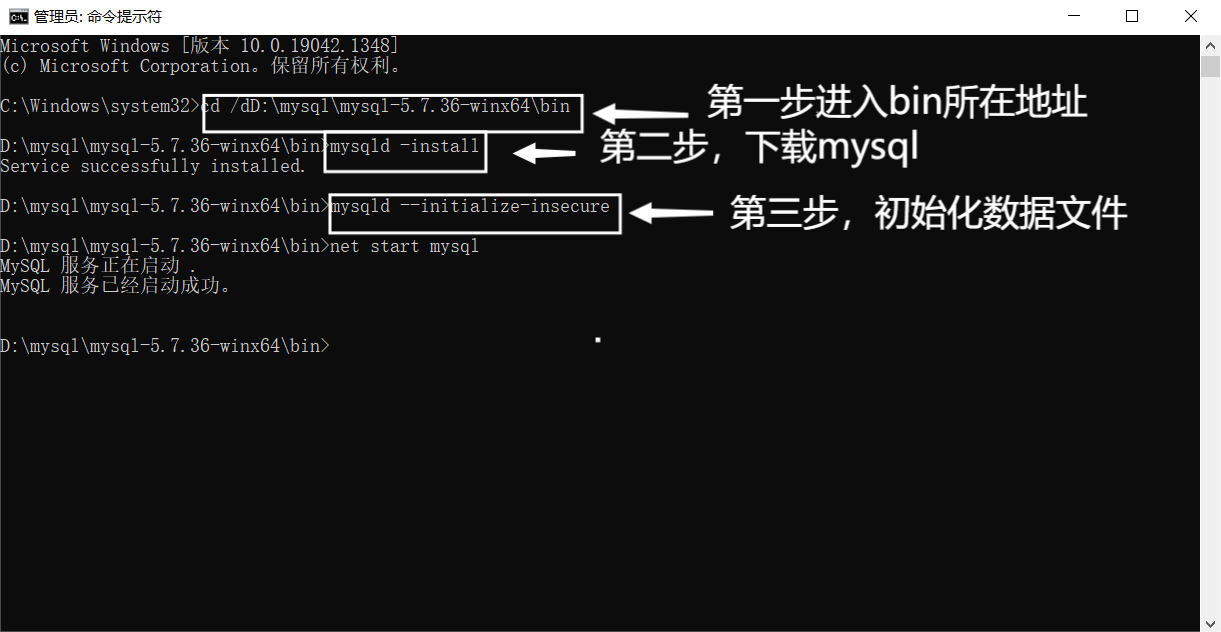 管理员: 命令提示符
Microsoft Windows [版本 10.0.19042.1348]
(c) Microsoft Corporation。保留所有权利。
C:\Windows\system32>cd /dD:\mysql\mysql-5.7.36-winx64\bin
第一步进入bin所在地址
D:\mysql\mysql-5.7.36-winx64\bin>mysqld -install
第二步，下载mysql
Service successfully installed.
D:\mysql\mysql-5.7.36-winx64\bin>mysqld --initialize-insecure
第三步，初始化数据文件
D:\mysql\mysql-5.7.36-winx64\bin>net start mysql
MySQL 服务正在启动 .
MySQL 服务已经启动成功。
D:\mysql\mysql-5.7.36-winx64\bin>